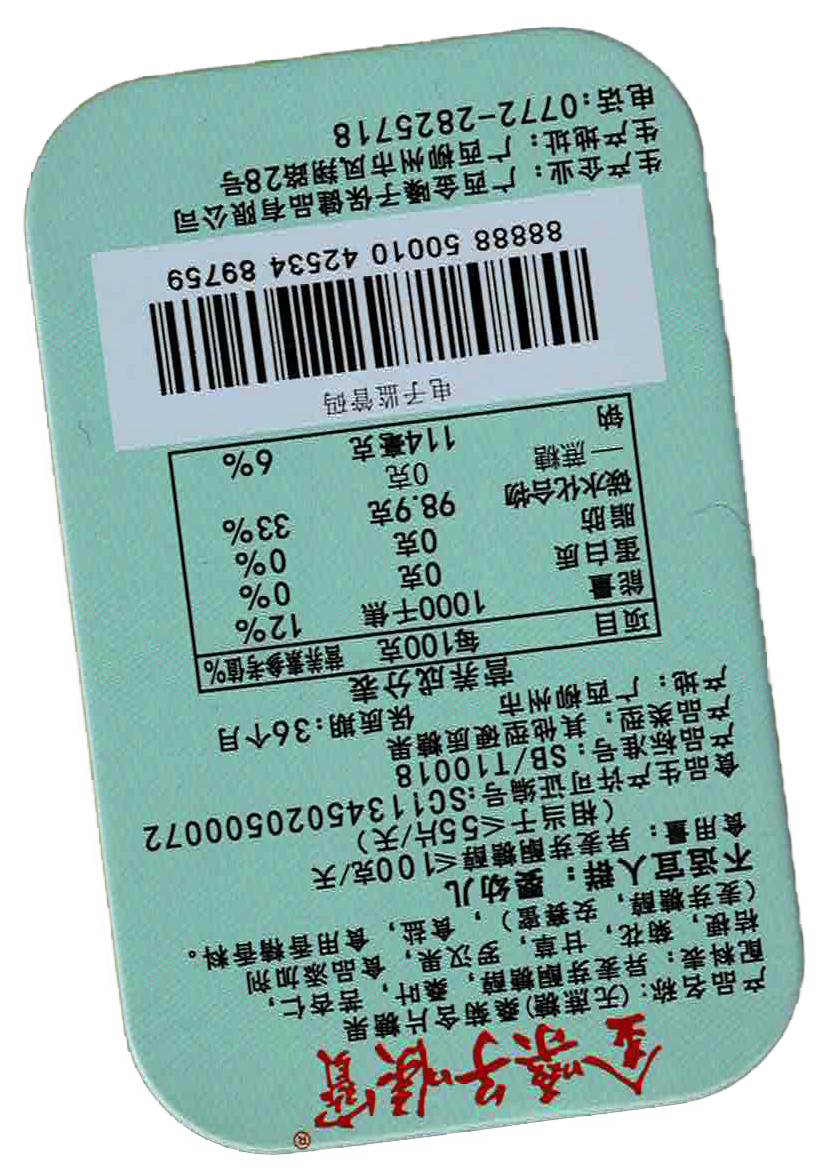 金嗓子喉宝®
产品名称：(无蔗糖)桑菊含片糖果
配料表：异麦芽酮糖醇，桑叶，苦杏仁，
桔梗，菊花，甘草，罗汉果，食品添加剂
（麦芽糖醇，安赛蜜），食盐，食用香精香料。
不适宜人群：婴幼儿
食用量：异麦芽酮糖醇≤100克/天
（相当于≤55片/天）
食品生产许可证编号：SC11345020500072
产品标准号：SB/T10018
产品类型：其他型硬质糖果
产地：广西柳州市 保质期：36个月
营养成分表
项目 每100克 营养素参考值%
能量 1000千焦 12%
蛋白质 0克 0%
脂肪 0克 0%
碳水化合物 98.9克 33%
—蔗糖 0克
钠 114毫克 6%
电子监管码
88888 50010 42534 89759
生产企业：广西金嗓子保健品有限公司
生产地址：广西柳州市凤翔路28号
电话：0772-2825718